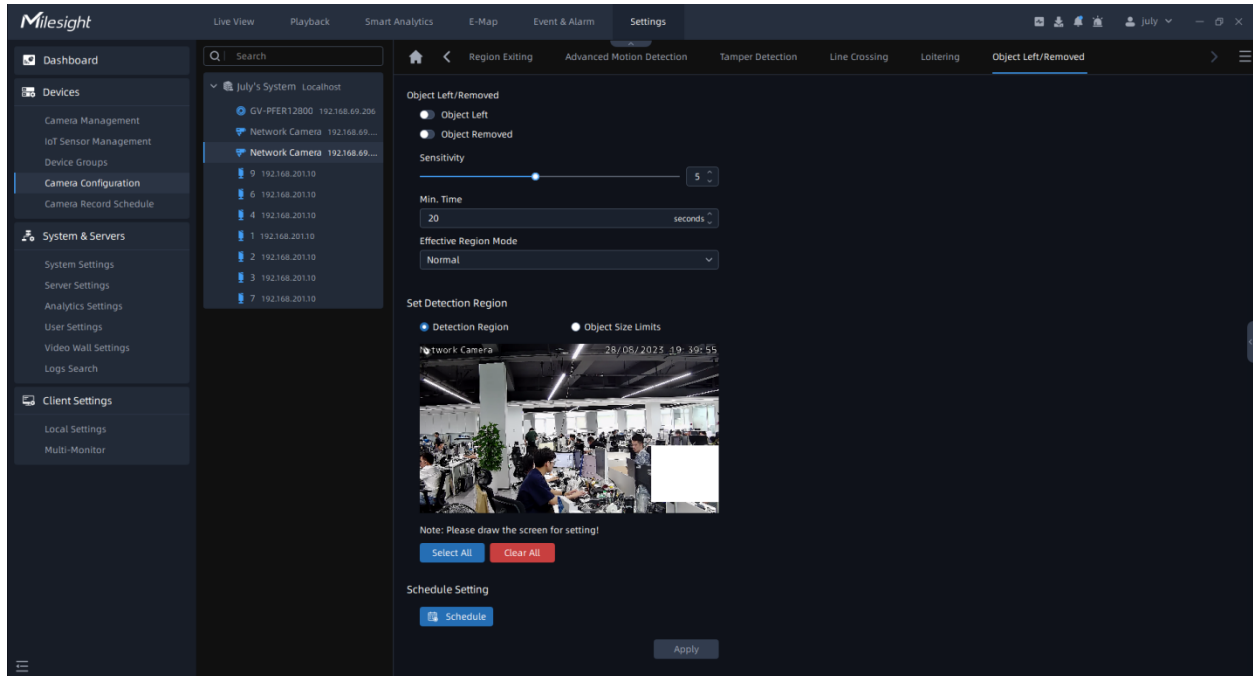 Milesight
Live View Playback Smart Analytics E-Map Event & Alarm Settings july
Dashboard
Devices
Camera Management
IoT Sensor Management
Device Groups
Camera Configuration
Camera Record Schedule
System & Servers
System Settings
Server Settings
Analytics Settings
User Settings
Video Wall Settings
Logs Search
Client Settings
Local Settings
Multi-Monitor
Search
July's System Localhost
GV-PFER12800 192.168.69.206
Network Camera 192.168.69....
Network Camera 192.168.69....
9 192.168.201.10
6 192.168.201.10
4 192.168.201.10
1 192.168.201.10
2 192.168.201.10
3 192.168.201.10
7 192.168.201.10
Region Exiting Advanced Motion Detection Tamper Detection Line Crossing Loitering Object Left/Removed
Object Left/Removed
Object Left
Object Removed
Sensitivity
5
Min. Time
20 seconds
Effective Region Mode
Normal
Set Detection Region
Detection Region Object Size Limits
Network Camera 28/08/2023 19:39:55
Note: Please draw the screen for setting!
Select All Clear All
Schedule Setting
Schedule
Apply